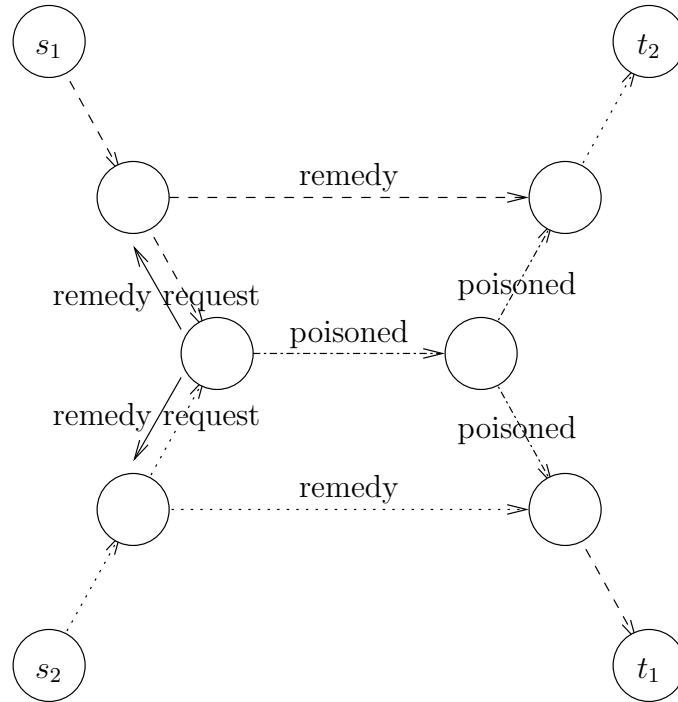 s₁
t₂
remedy
remedy request
poisoned
poisoned
remedy request
poisoned
remedy
s₂
t₁